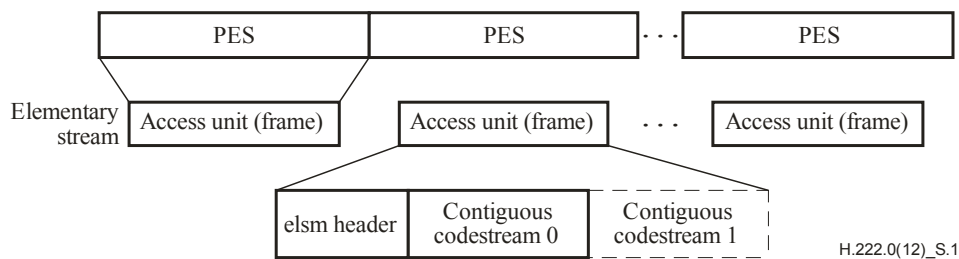 PES PES ... PES
Elementary
stream
Access unit (frame) Access unit (frame) ... Access unit (frame)
elsm header
Contiguous
codestream 0
Contiguous
codestream 1
H.222.0(12)_S.1